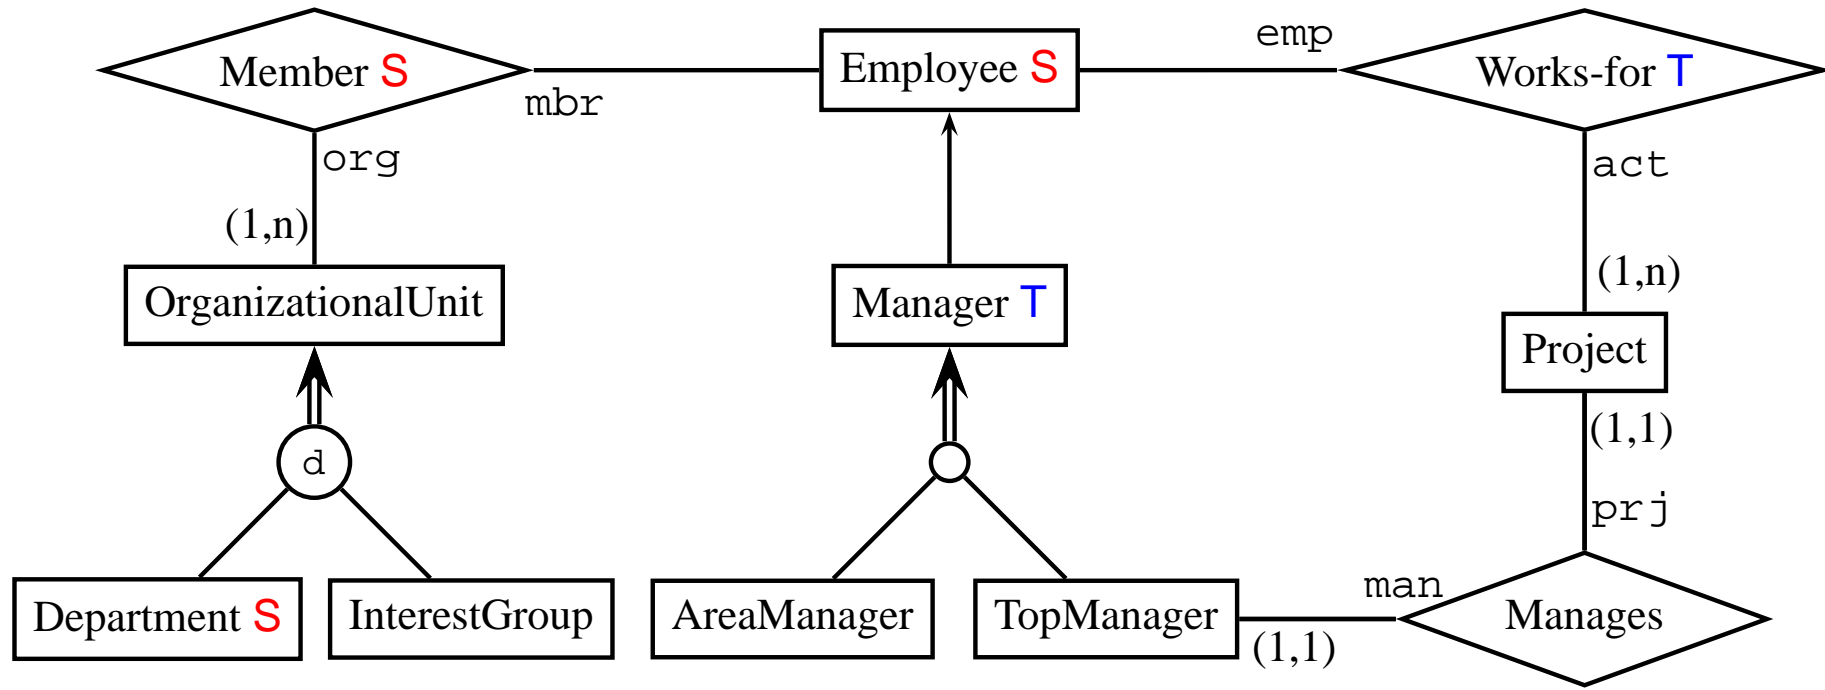 Member S
Employee S
emp
Works-for T
mbr
org
act
(1,n)
(1,n)
OrganizationalUnit
Manager T
Project
(1,1)
d
prj
man
Department S
InterestGroup
AreaManager
TopManager
(1,1)
Manages